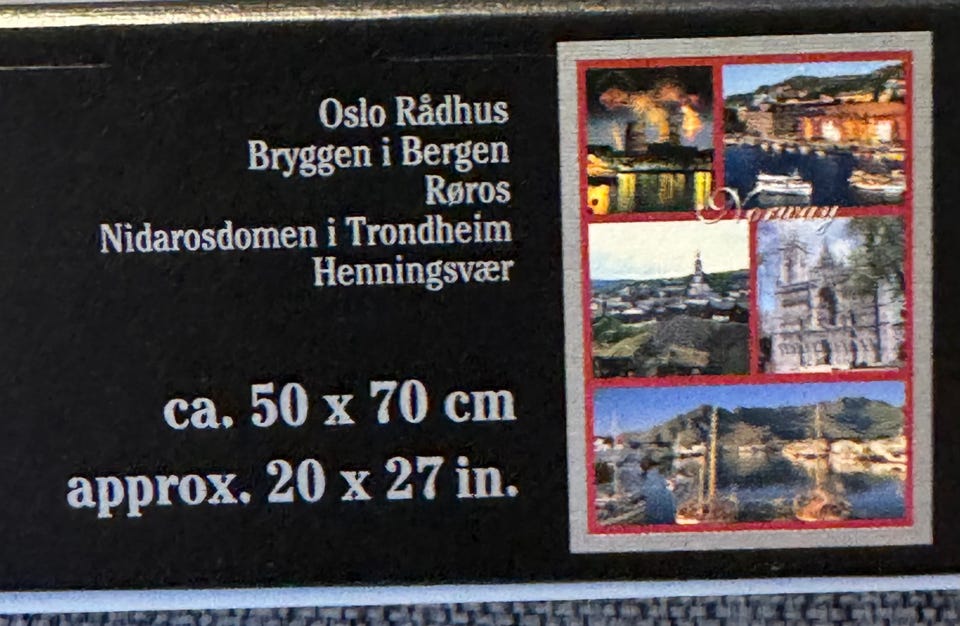 Oslo Rådhus
Bryggen i Bergen
Røros
Nidarosdomen i Trondheim
Henningsvær
ca. 50 x 70 cm
approx. 20 x 27 in.
Norway